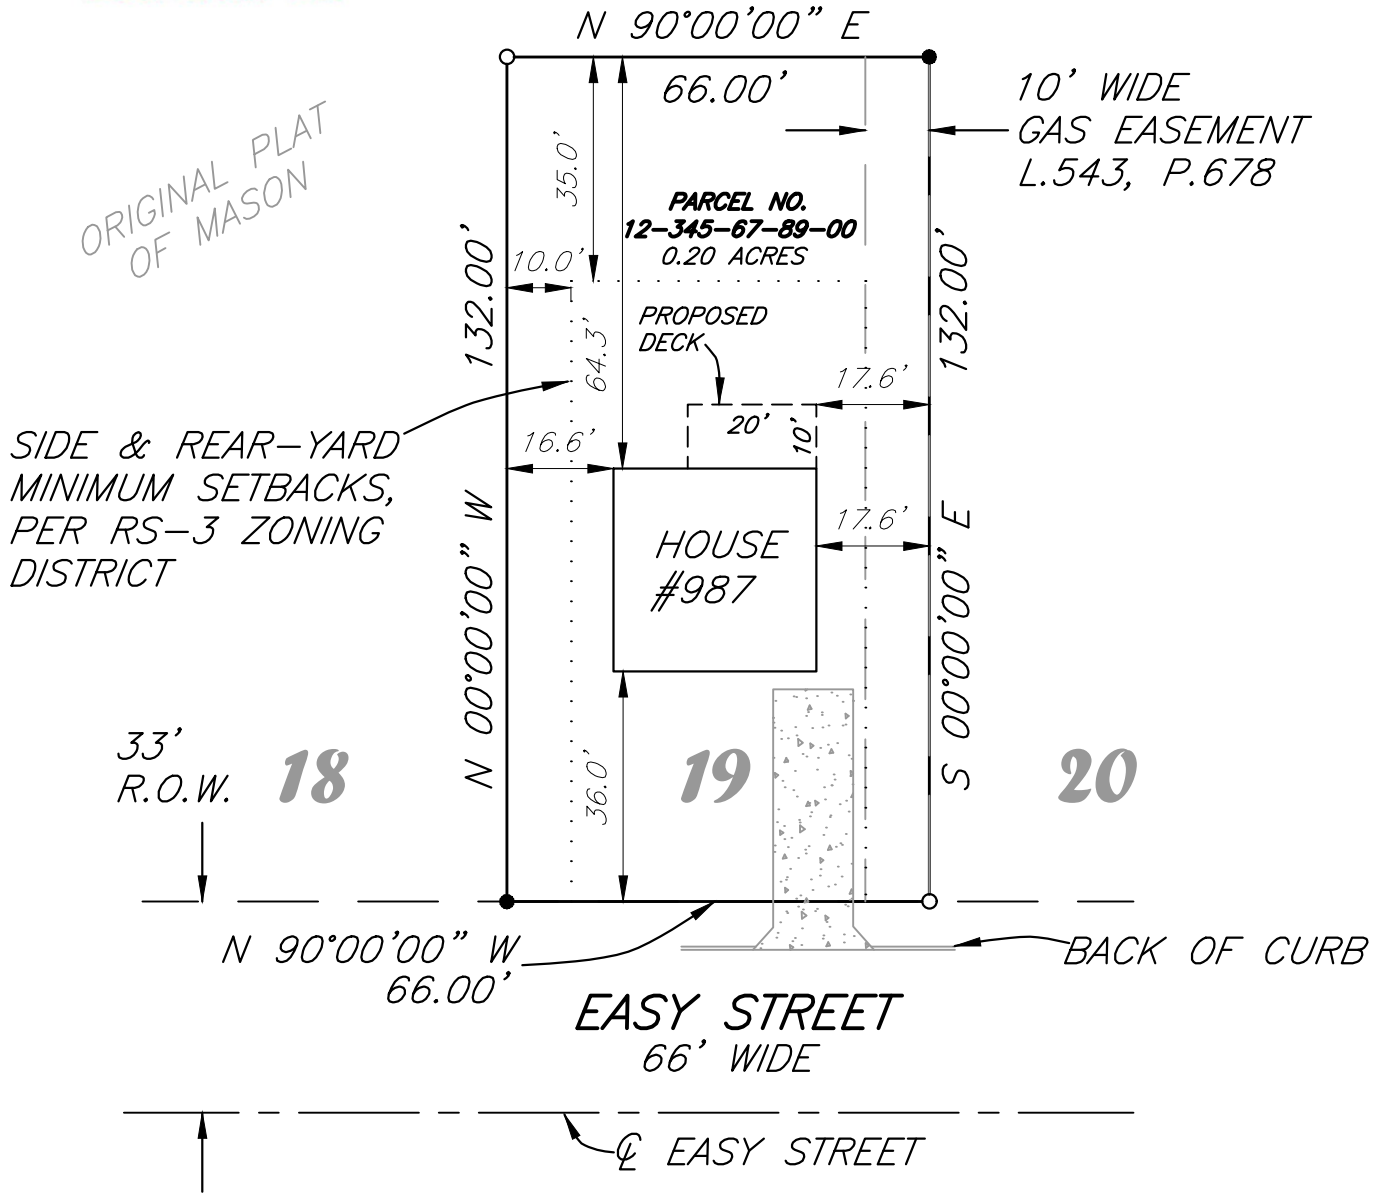 N 90°00'00" E
66.00'
10' WIDE
GAS EASEMENT
L.543, P.678
ORIGINAL PLAT
OF MASON
35.0'
PARCEL NO.
12-345-67-89-00
0.20 ACRES
132.00'
10.0'
132.00'
PROPOSED
DECK
64.3'
17.6'
20'
10'
SIDE & REAR-YARD
MINIMUM SETBACKS,
PER RS-3 ZONING
DISTRICT
16.6'
N 00°00'00" W
HOUSE
#987
17.6'
S 00°00'00" E
33'
R.O.W.
18
36.0'
19
20
N 90°00'00" W
66.00'
BACK OF CURB
EASY STREET
66' WIDE
℄ EASY STREET